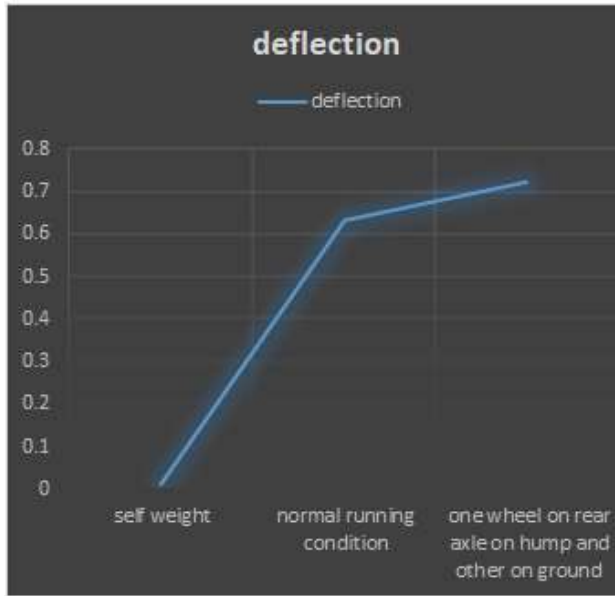 deflection
deflection
0.8
0.7
0.6
0.5
0.4
0.3
0.2
0.1
0
self weight
normal running
condition
one wheel on rear
axle on hump and
other on ground